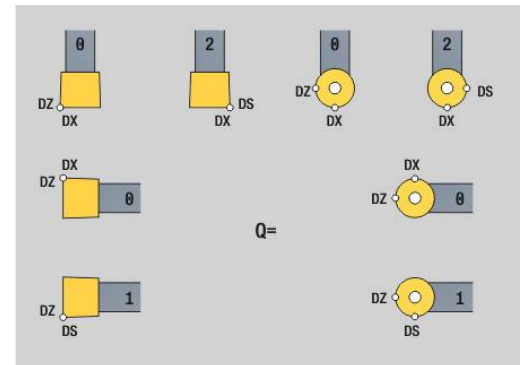 0 2 0 2
DZ DS DZ DS
DX DX DX DX
DX DX
DZ 0 DZ 0
Q=
DZ 1 DZ 1
DS DS